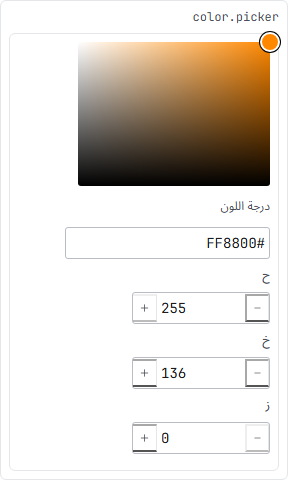 color.picker
درجة اللون
FF8800#
ح
+ 255 −
خ
+ 136 −
ز
+ 0 −